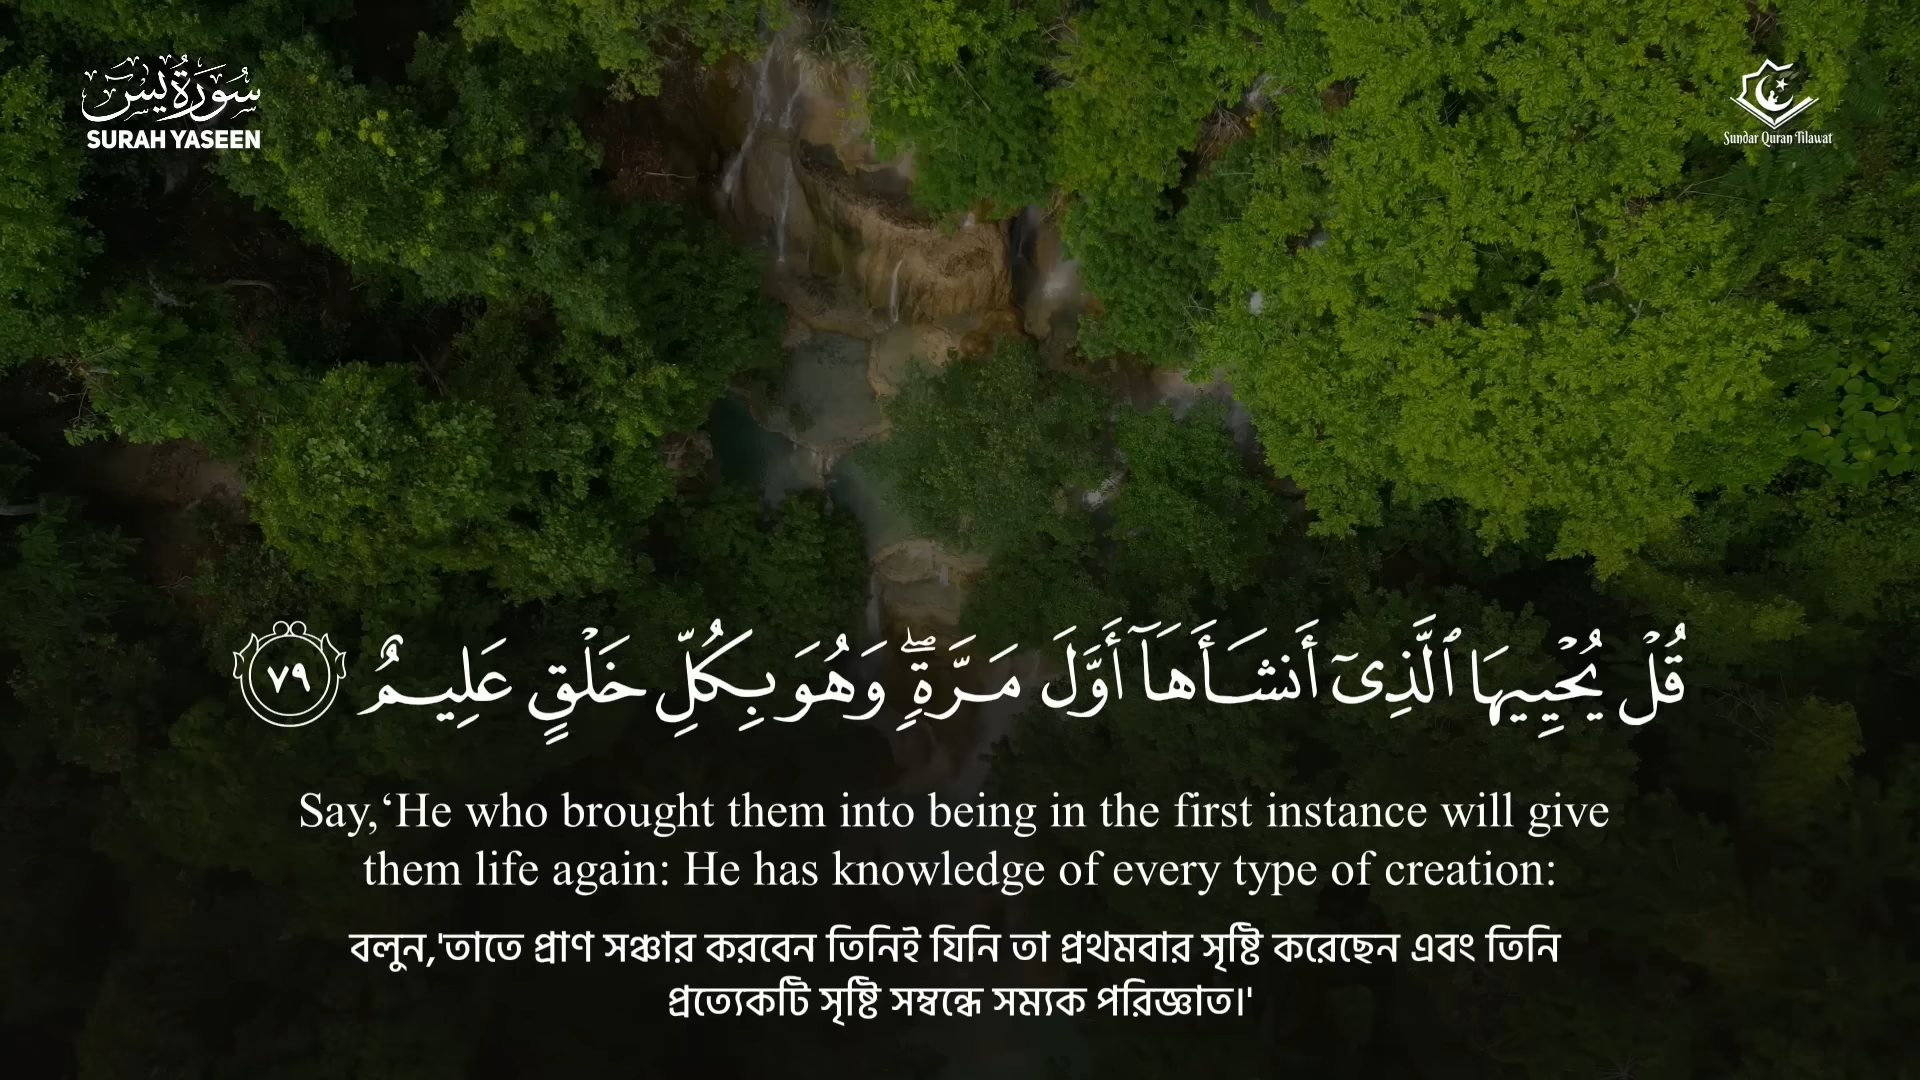 سُورَةُ يسٓ
SURAH YASEEN
Sundar Quran Tilawat
قُلْ يُحْيِيهَا ٱلَّذِىٓ أَنشَأَهَآ أَوَّلَ مَرَّةٍۢ ۖ وَهُوَ بِكُلِّ خَلْقٍ عَلِيمٌ ٧٩
Say,‘He who brought them into being in the first instance will give
them life again: He has knowledge of every type of creation:
বলুন,'তাতে প্রাণ সঞ্চার করবেন তিনিই যিনি তা প্রথমবার সৃষ্টি করেছেন এবং তিনি
প্রত্যেকটি সৃষ্টি সম্বন্ধে সম্যক পরিজ্ঞাত।'